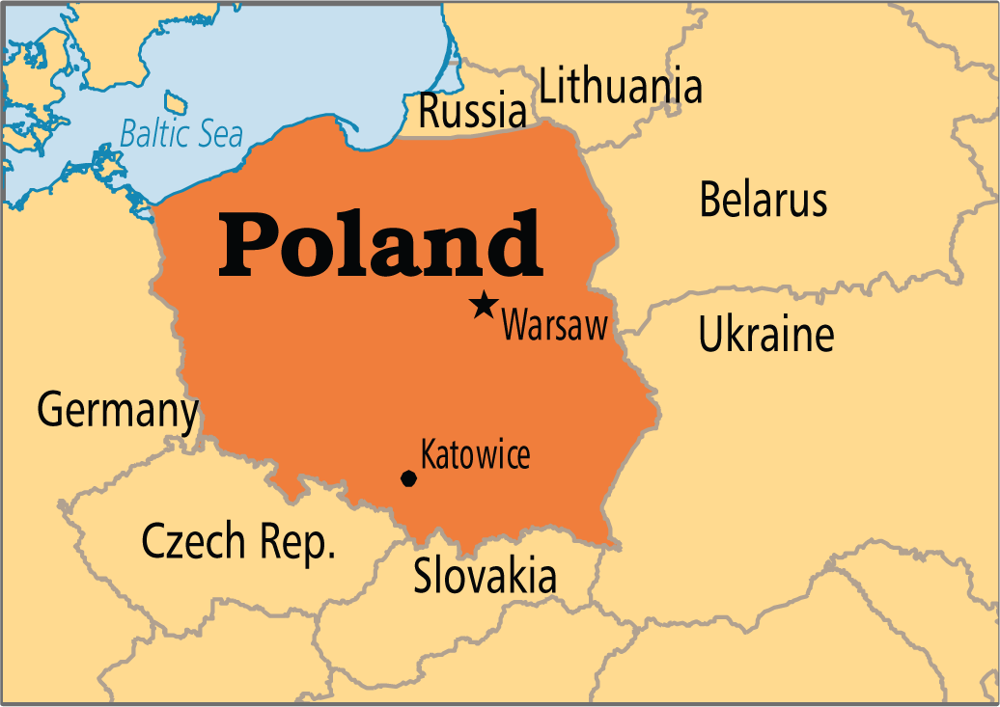 Lithuania
Russia
Baltic Sea
Belarus
Poland
Warsaw
Ukraine
Germany
Katowice
Czech Rep.
Slovakia